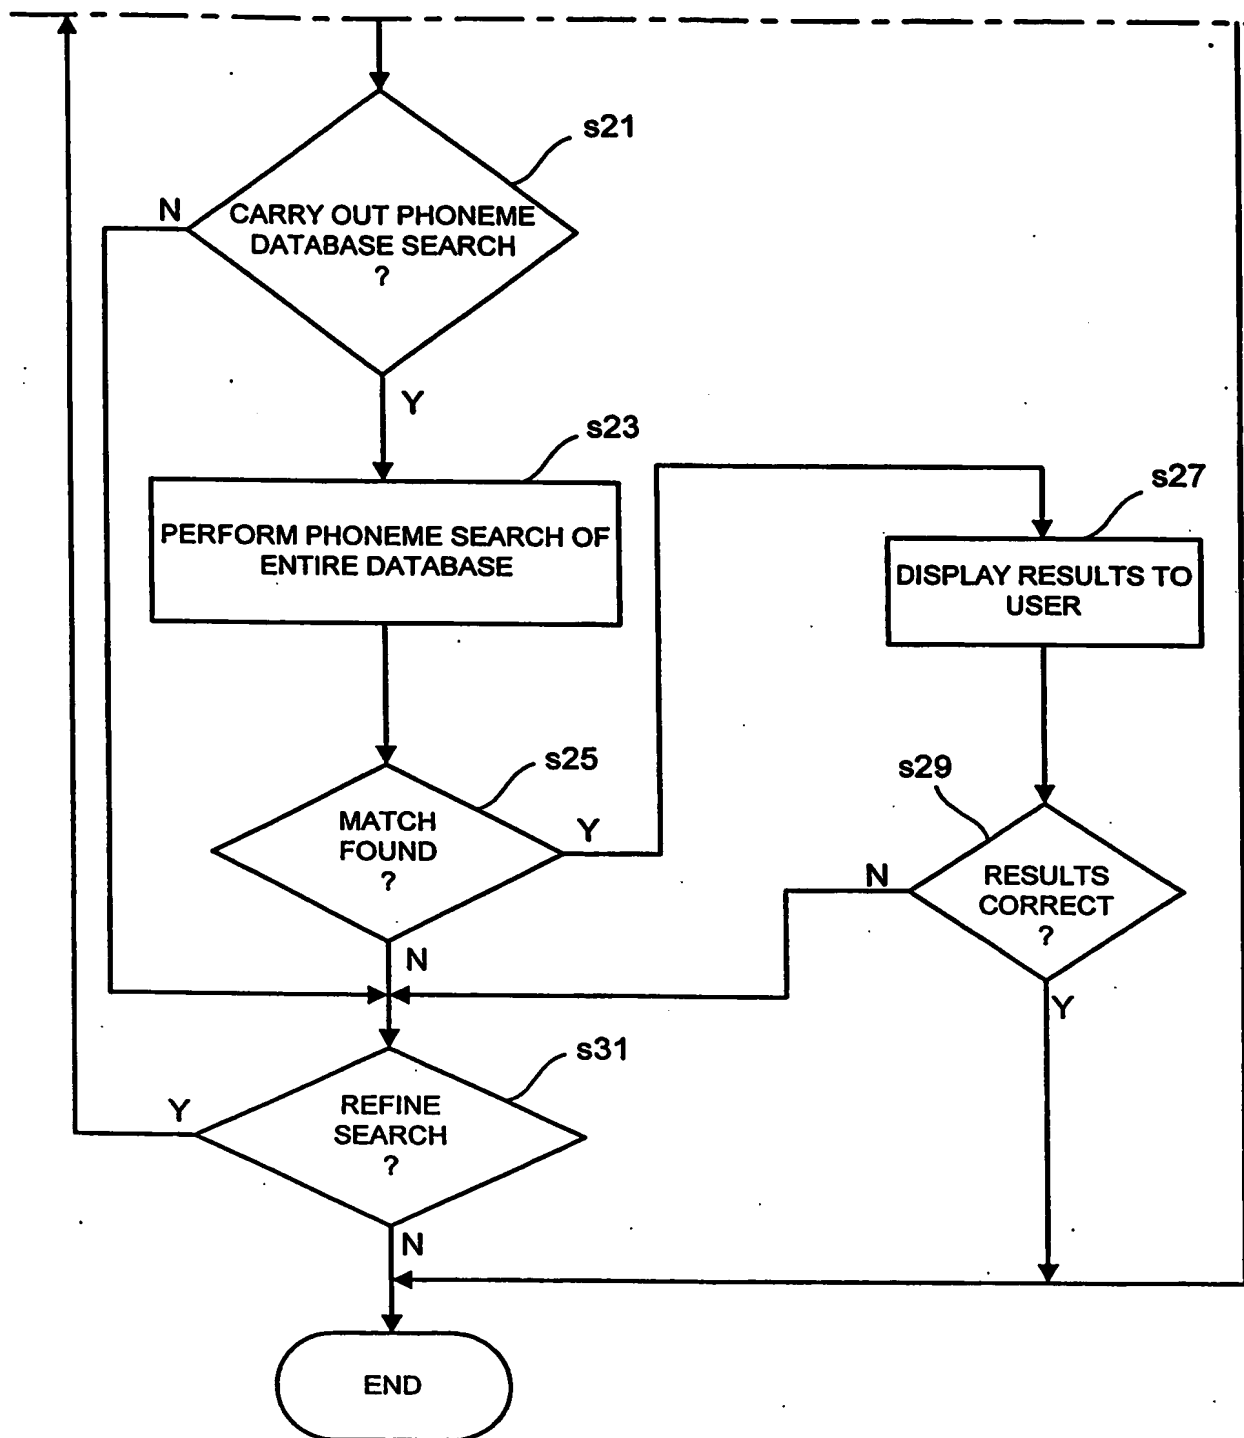 s21
N
CARRY OUT PHONEME
DATABASE SEARCH
?
Y
s23
PERFORM PHONEME SEARCH OF
ENTIRE DATABASE
s27
DISPLAY RESULTS TO
USER
s25
MATCH
FOUND
?
Y
N
s29
RESULTS
CORRECT
?
N
Y
s31
REFINE
SEARCH
?
Y
N
END